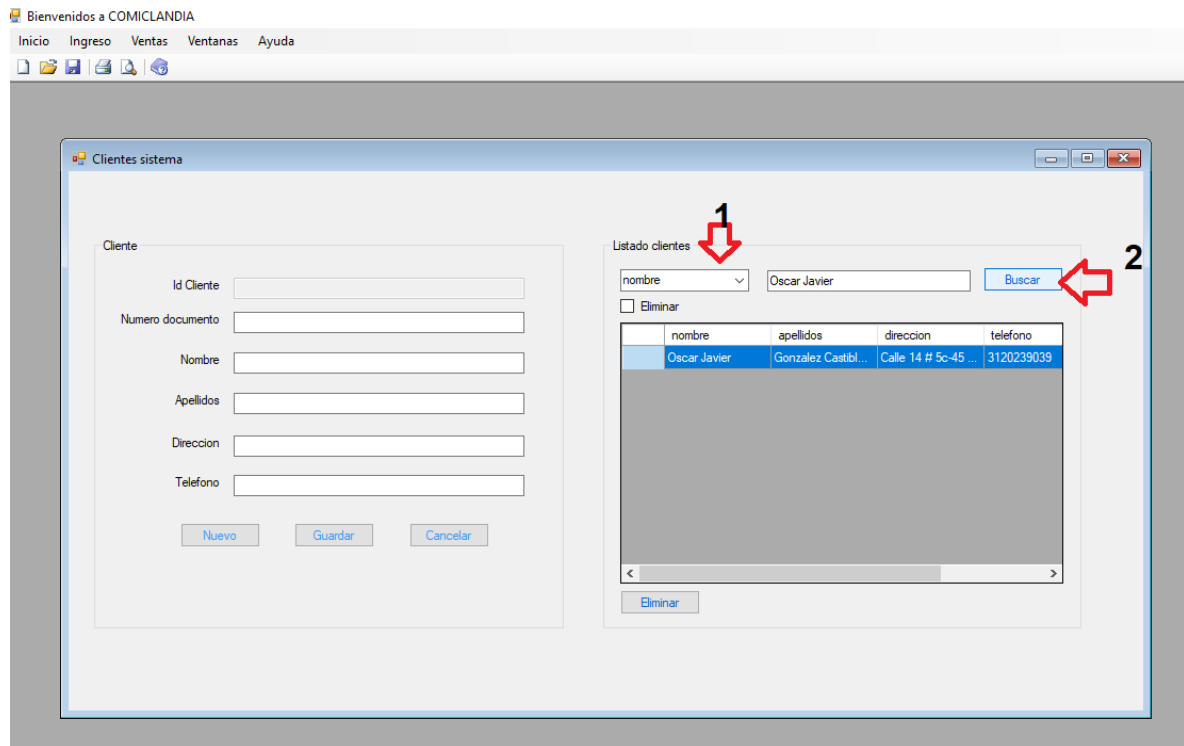 Bienvenidos a COMICLANDIA
Inicio Ingreso Ventas Ventanas Ayuda
Clientes sistema
1
Cliente
Id Cliente
Numero documento
Nombre
Apellidos
Direccion
Telefono
Nuevo Guardar Cancelar
Listado clientes
2
nombre Oscar Javier Buscar
Eliminar
nombre apellidos direccion telefono
Oscar Javier Gonzalez Castibl... Calle 14 # 5c-45 ... 3120239039
Eliminar